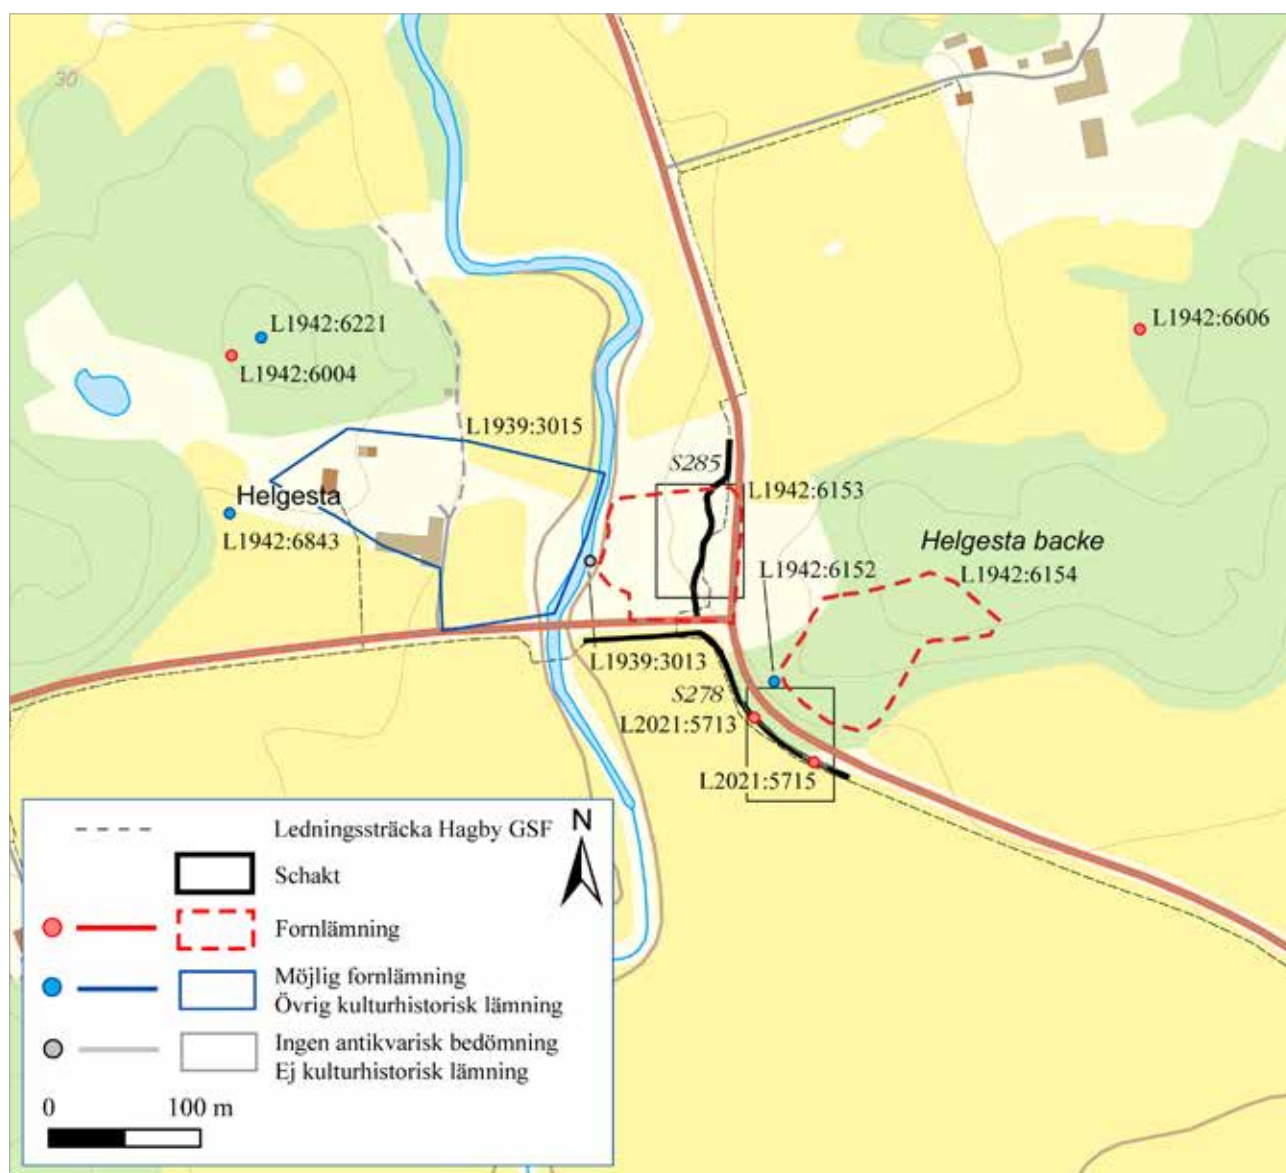 30
L1942:6221
L1942:6606
L1942:6004
L1939:3015
S285
Helgesta
L1942:6153
L1942:6843
Helgesta backe
L1942:6152
L1942:6154
L1939:3013
S278
L2021:5713
L2021:5715
N
Ledningssträcka Hagby GSF
Schakt
Fornlämning
Möjlig fornlämning
Övrig kulturhistorisk lämning
Ingen antikvarisk bedömning
Ej kulturhistorisk lämning
0 100 m